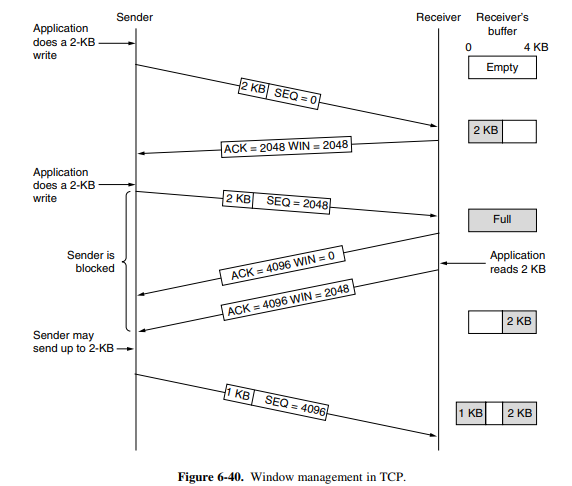 Sender
Receiver
Receiver's
buffer
Application
does a 2-KB
write
0
4 KB
Empty
2 KB SEQ = 0
2 KB
ACK = 2048 WIN = 2048
Application
does a 2-KB
write
2 KB SEQ = 2048
Full
Sender is
blocked
ACK = 4096 WIN = 0
Application
reads 2 KB
ACK = 4096 WIN = 2048
2 KB
Sender may
send up to 2-KB
1 KB SEQ = 4096
1 KB
2 KB
Figure 6-40. Window management in TCP.